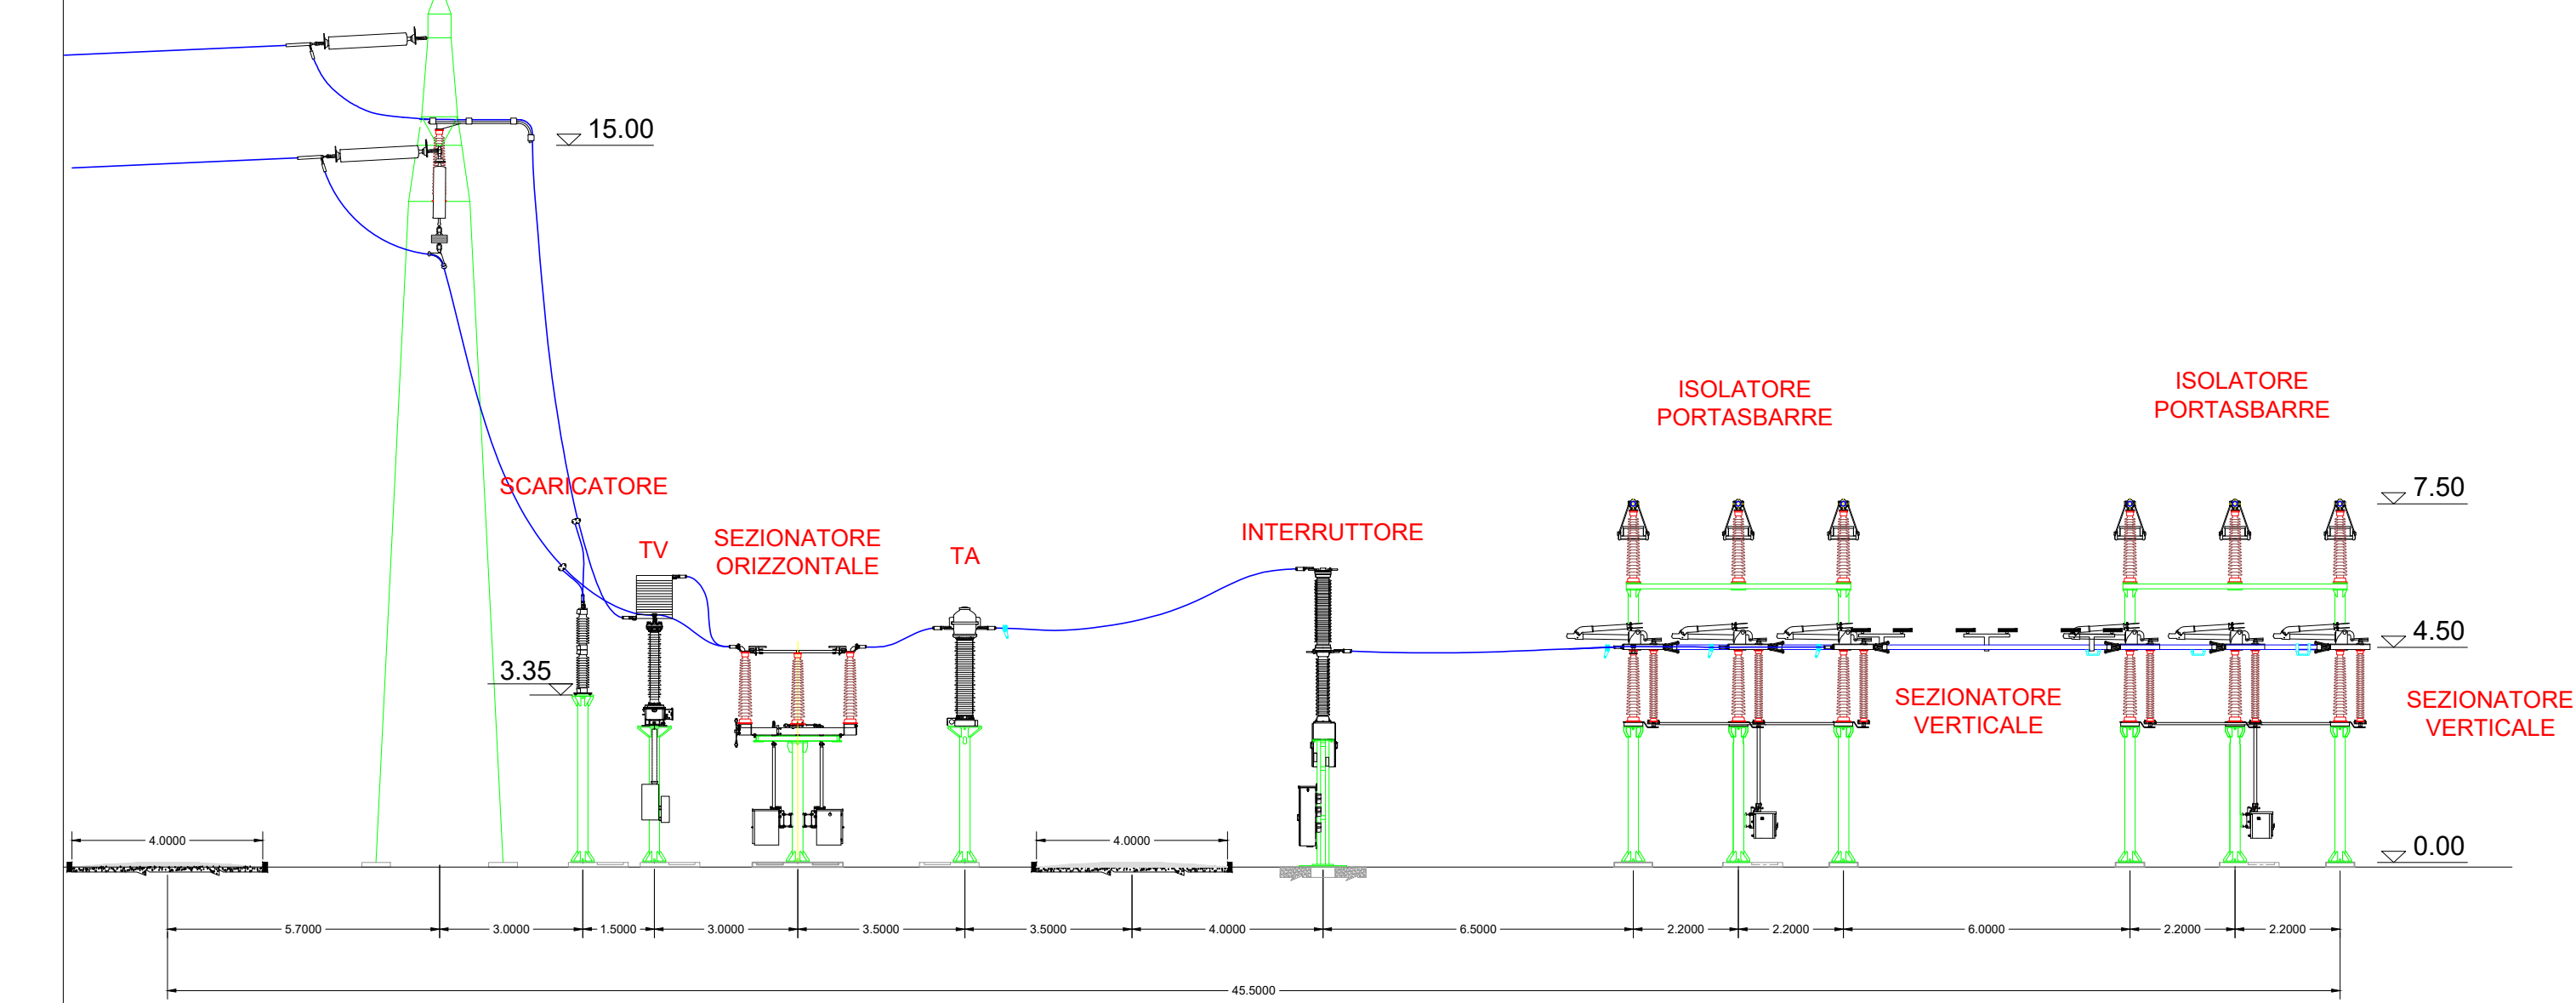 15.00
ISOLATORE
PORTASBARRE
ISOLATORE
PORTASBARRE
SCARICATORE
7.50
TV
SEZIONATORE
ORIZZONTALE
TA
INTERRUTTORE
4.50
3.35
SEZIONATORE
VERTICALE
SEZIONATORE
VERTICALE
4.0000
4.0000
0.00
5.7000
3.0000
1.5000
3.0000
3.5000
3.5000
4.0000
6.5000
2.2000
2.2000
6.0000
2.2000
2.2000
45.5000